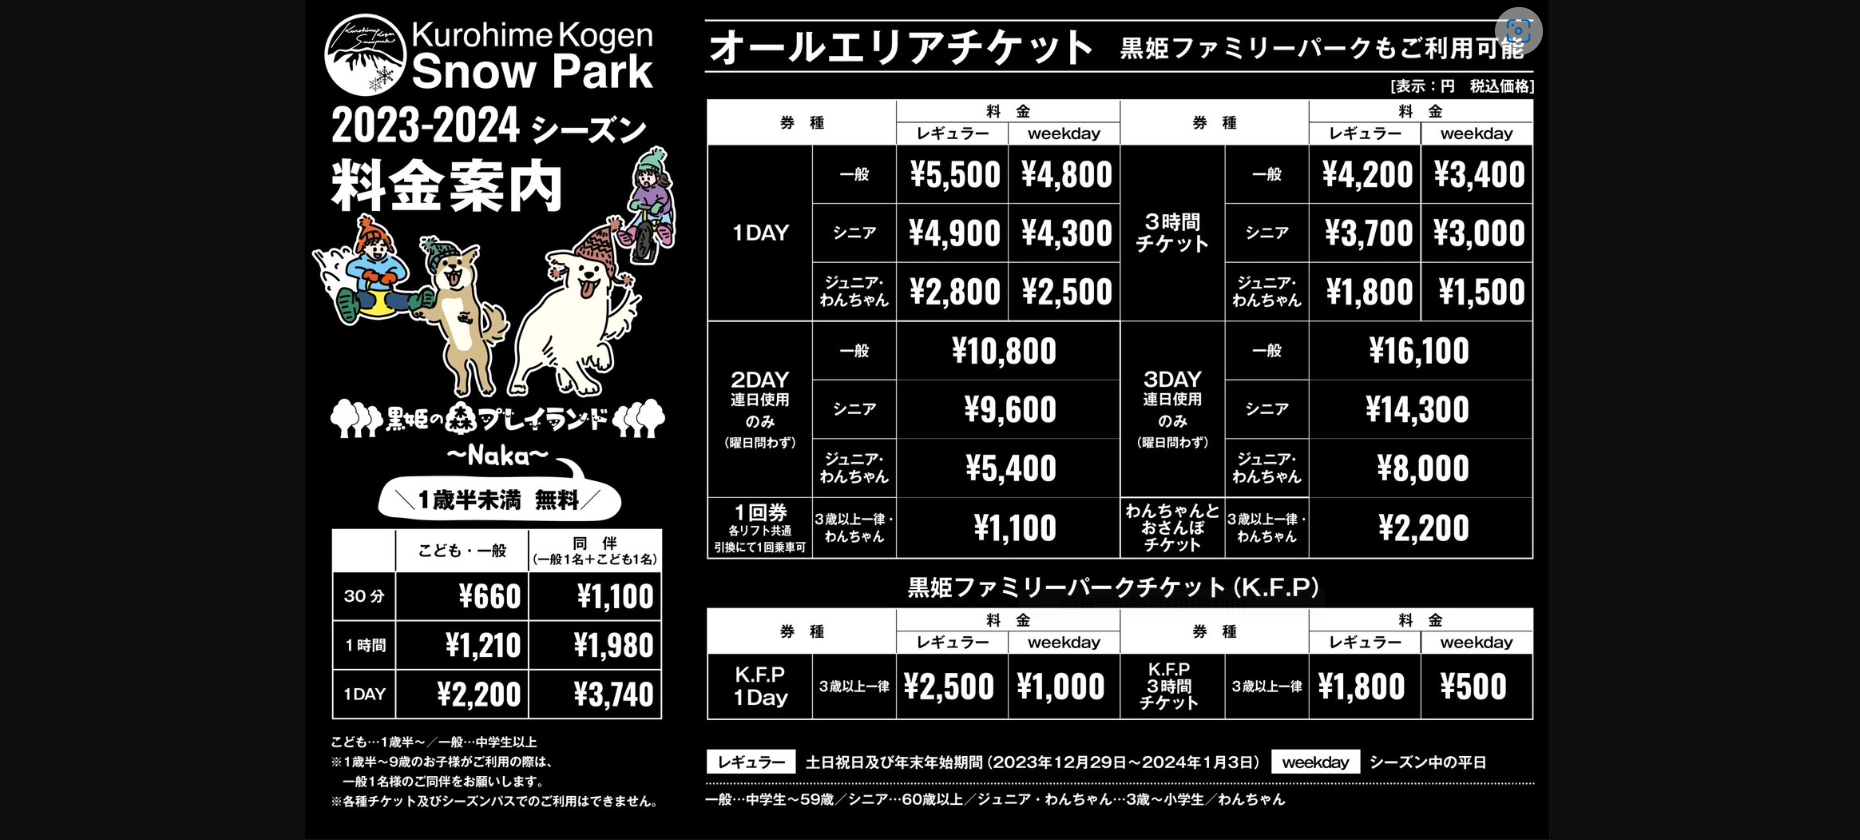 Kurohime Kogen
Snow Park
2023-2024 シーズン
料金案内
黒姫の森プレイランド
～Naka～
＼1歳半未満 無料／
こども・一般 同 伴
（一般1名＋こども1名）
30分 ¥660 ¥1,100
1時間 ¥1,210 ¥1,980
1DAY ¥2,200 ¥3,740
こども…1歳半～／一般…中学生以上
※1歳半～9歳のお子様がご利用の際は、
一般1名様のご同伴をお願いします。
※各種チケット及びシーズンパスでのご利用はできません。
オールエリアチケット 黒姫ファミリーパークもご利用可能
[表示：円 税込価格]
券 種 料 金 券 種 料 金
レギュラー weekday レギュラー weekday
1DAY 3時間
チケット
一般 ¥5,500 ¥4,800 一般 ¥4,200 ¥3,400
シニア ¥4,900 ¥4,300 シニア ¥3,700 ¥3,000
ジュニア・
わんちゃん ¥2,800 ¥2,500 ジュニア・
わんちゃん ¥1,800 ¥1,500
2DAY
連日使用
のみ
（曜日問わず）
一般 ¥10,800
シニア ¥9,600
ジュニア・
わんちゃん ¥5,400
3DAY
連日使用
のみ
（曜日問わず）
一般 ¥16,100
シニア ¥14,300
ジュニア・
わんちゃん ¥8,000
1回券
各リフト共通
引換にて1回乗車可
3歳以上一律・
わんちゃん ¥1,100
わんちゃんと
おさんぽ
チケット
3歳以上一律・
わんちゃん ¥2,200
黒姫ファミリーパークチケット（K.F.P）
券 種 料 金 券 種 料 金
レギュラー weekday レギュラー weekday
K.F.P
1Day
3歳以上一律 ¥2,500 ¥1,000
K.F.P
3時間
チケット
3歳以上一律 ¥1,800 ¥500
レギュラー 土日祝日及び年末年始期間（2023年12月29日～2024年1月3日） weekday シーズン中の平日
一般…中学生～59歳／シニア…60歳以上／ジュニア・わんちゃん…3歳～小学生／わんちゃん